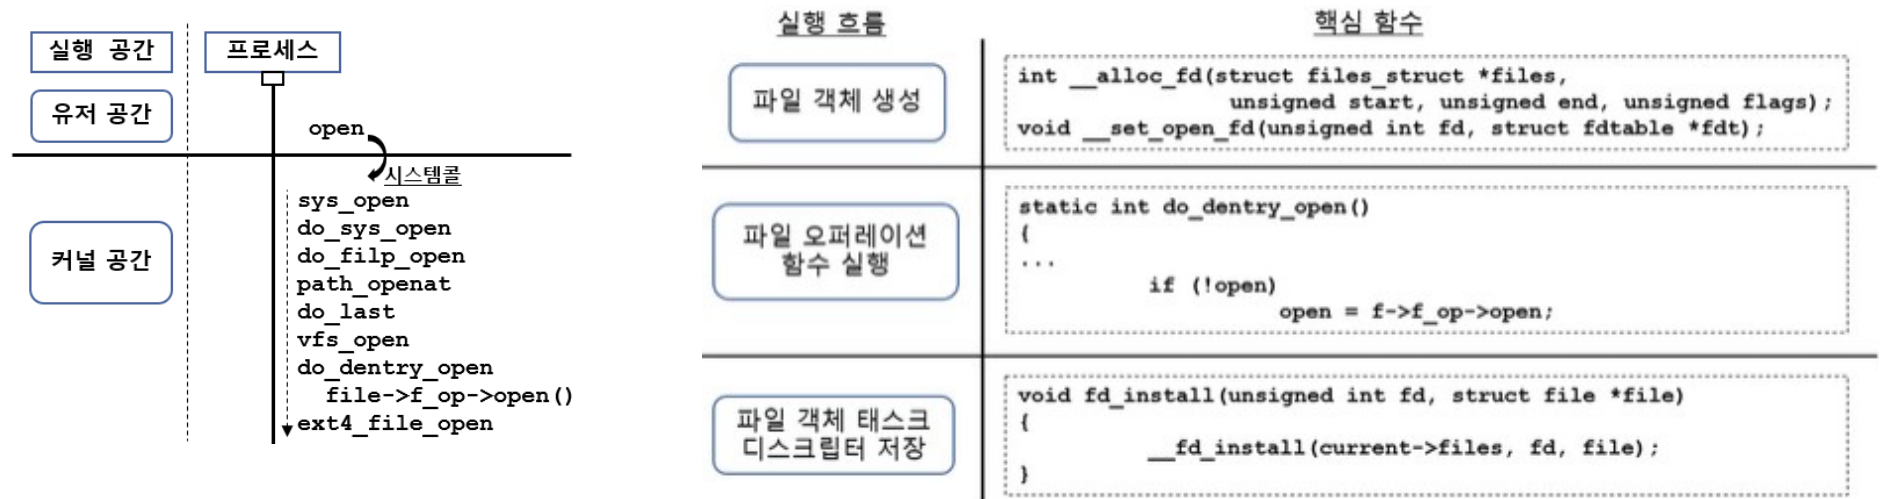 실행 공간
프로세스
유저 공간
open
시스템콜
커널 공간
sys_open
do_sys_open
do_filp_open
path_openat
do_last
vfs_open
do_dentry_open
file->f_op->open()
ext4_file_open
실행 흐름
핵심 함수
파일 객체 생성
int __alloc_fd(struct files_struct *files,
unsigned start, unsigned end, unsigned flags);
void __set_open_fd(unsigned int fd, struct fdtable *fdt);
파일 오퍼레이션
함수 실행
static int do_dentry_open()
{
...
if (!open)
open = f->f_op->open;
파일 객체 태스크
디스크립터 저장
void fd_install(unsigned int fd, struct file *file)
{
__fd_install(current->files, fd, file);
}